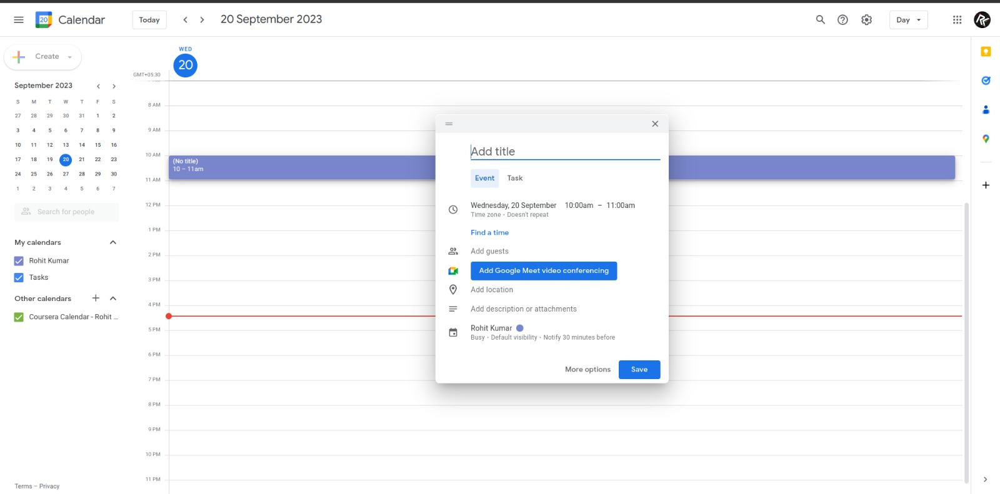 20 Calendar Today 20 September 2023 Day
Create
WED
20
GMT+05:30
September 2023
S M T W T F S
27 28 29 30 31 1 2
3 4 5 6 7 8 9
10 11 12 13 14 15 16
17 18 19 20 21 22 23
24 25 26 27 28 29 30
1 2 3 4 5 6 7
Search for people
My calendars
Rohit Kumar
Tasks
Other calendars
Coursera Calendar - Rohit ...
Terms – Privacy
8 AM
9 AM
10 AM
11 AM
12 PM
1 PM
2 PM
3 PM
4 PM
5 PM
6 PM
7 PM
8 PM
9 PM
10 PM
11 PM
(No title)
10 – 11am
Add title
Event Task
Wednesday, 20 September 10:00am – 11:00am
Time zone · Doesn't repeat
Find a time
Add guests
Add Google Meet video conferencing
Add location
Add description or attachments
Rohit Kumar
Busy · Default visibility · Notify 30 minutes before
More options Save